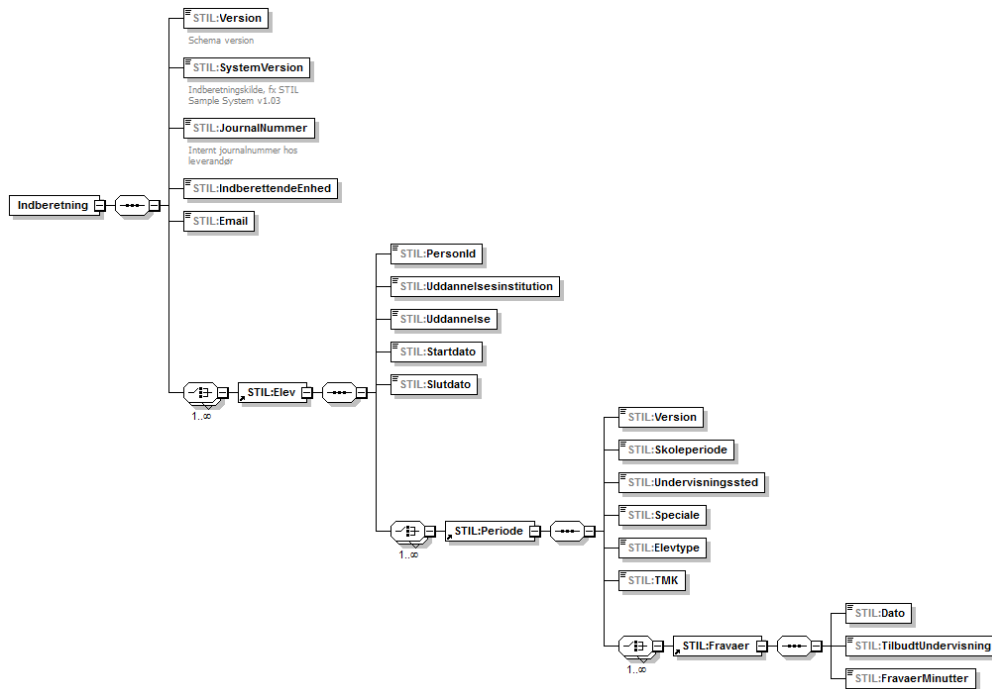 STIL:Version
Schema version
STIL:SystemVersion
Indberetningskilde, fx STIL
Sample System v1.03
STIL:JournalNummer
Internt journalnummer hos
leverandør
Indberetning
STIL:IndberettendeEnhed
STIL:Email
STIL:Elev
1..∞
STIL:PersonId
STIL:Uddannelsesinstitution
STIL:Uddannelse
STIL:Startdato
STIL:Slutdato
STIL:Periode
1..∞
STIL:Version
STIL:Skoleperiode
STIL:Undervisningssted
STIL:Speciale
STIL:Elevtype
STIL:TMK
STIL:Fravaer
1..∞
STIL:Dato
STIL:TilbudtUndervisning
STIL:FravaerMinutter